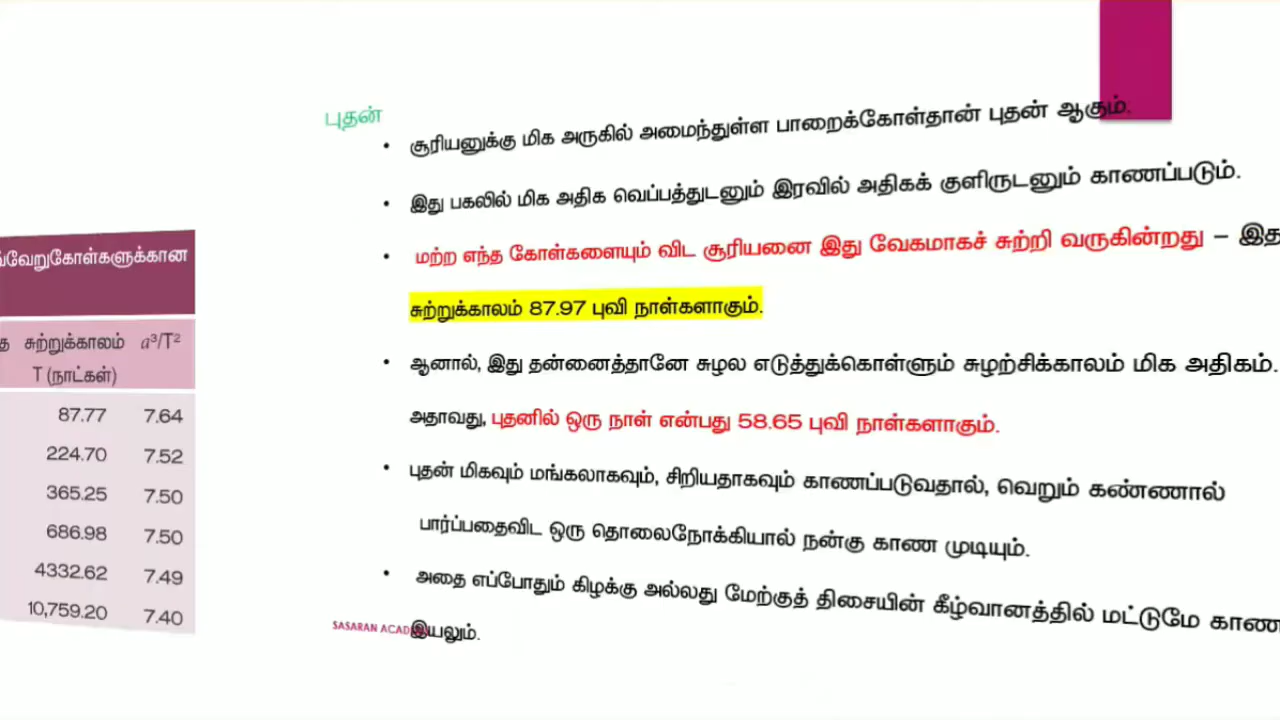 புதன்
சூரியனுக்கு மிக அருகில் அமைந்துள்ள பாறைக்கோள்தான் புதன் ஆகும்.
இது பகலில் மிக அதிக வெப்பத்துடனும் இரவில் அதிகக் குளிருடனும் காணப்படும்.
மற்ற எந்த கோள்களையும் விட சூரியனை இது வேகமாகச் சுற்றி வருகின்றது –
சுற்றுக்காலம் 87.97 புவி நாள்களாகும்.
ஆனால், இது தன்னைத்தானே சுழல எடுத்துக்கொள்ளும் சுழற்சிக்காலம் மிக அதிகம்.
அதாவது, புதனில் ஒரு நாள் என்பது 58.65 புவி நாள்களாகும்.
புதன் மிகவும் மங்கலாகவும், சிறியதாகவும் காணப்படுவதால், வெறும் கண்ணால்
பார்ப்பதைவிட ஒரு தொலைநோக்கியால் நன்கு காண முடியும்.
அதை எப்போதும் கிழக்கு அல்லது மேற்குத் திசையின் கீழ்வானத்தில் மட்டுமே காண
இயலும்.
SASARAN
சுற்றுக்காலம் a³/T²
T (நாட்கள்)
87.77 7.64
224.70 7.52
365.25 7.50
686.98 7.50
4332.62 7.49
10,759.20 7.40